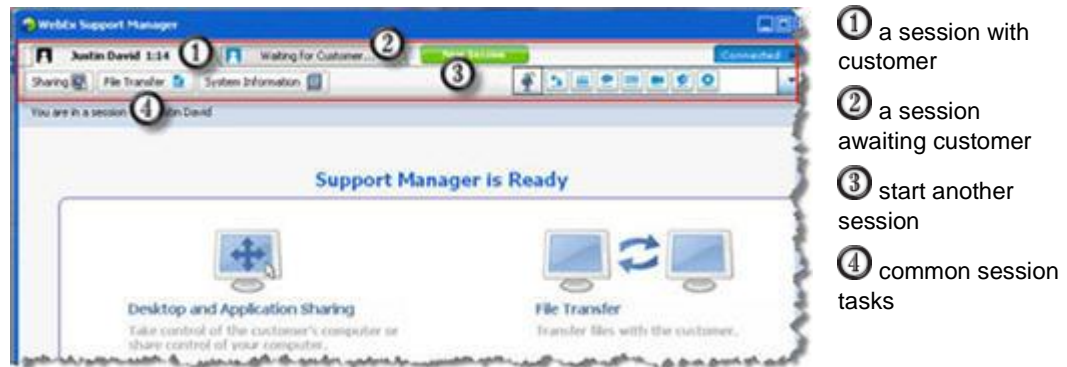 WebEx Support Manager
Justin David 1:14
Waiting for Customer...
New Session
Connected
Sharing
File Transfer
System Information
You are in a session
Justin David
Support Manager is Ready
Desktop and Application Sharing
Take control of the customer's computer or
share control of your computer.
File Transfer
Transfer files with the customer.
1
2
3
4
1 a session with
customer
2 a session
awaiting customer
3 start another
session
4 common session
tasks